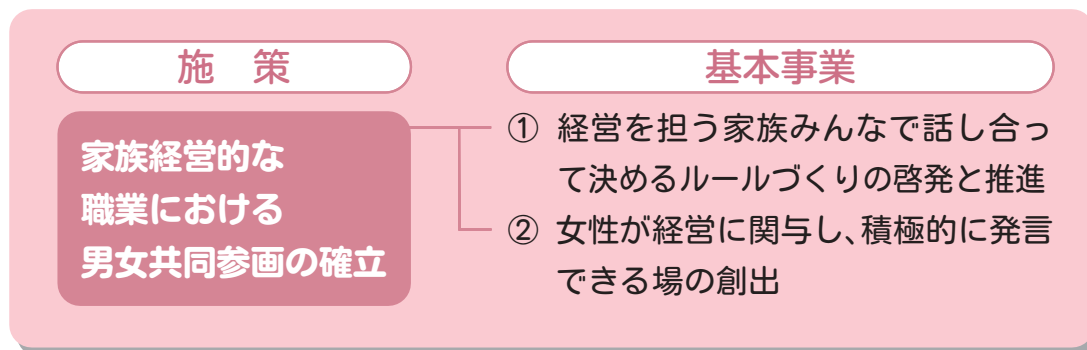 施 策
家族経営的な
職業における
男女共同参画の確立
基本事業
① 経営を担う家族みんなで話し合っ
て決めるルールづくりの啓発と推進
② 女性が経営に関与し、積極的に発言
できる場の創出